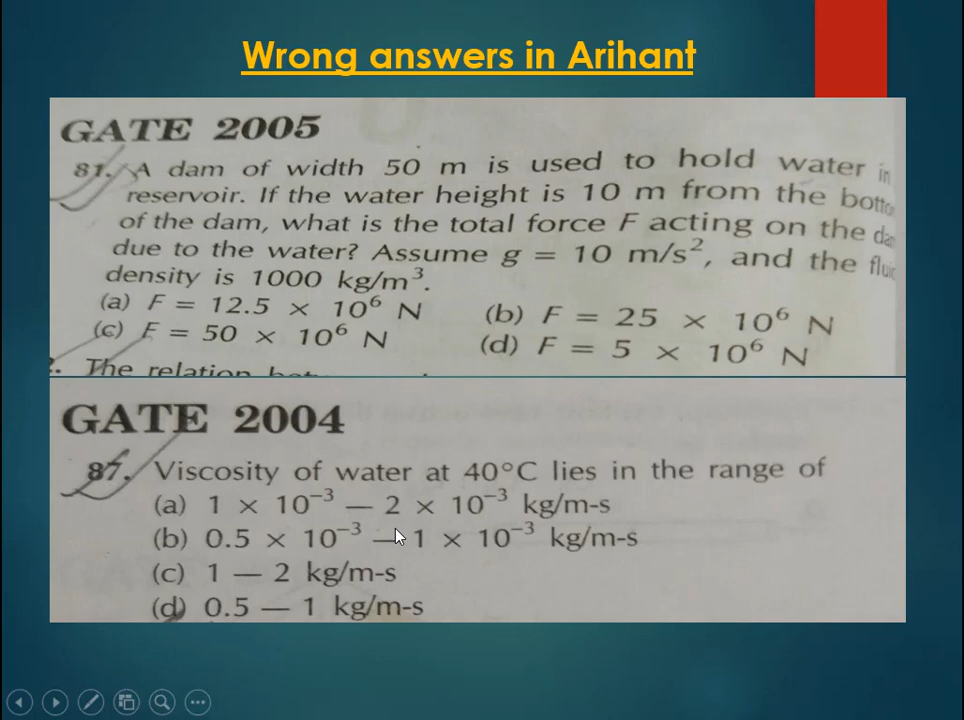 Wrong answers in Arihant
GATE 2005
81. A dam of width 50 m is used to hold water in
reservoir. If the water height is 10 m from the
of the dam, what is the total force F acting on the
due to the water? Assume g = 10 m/s², and the
density is 1000 kg/m³.
(a) F = 12.5 × 10⁶ N (b) F = 25 × 10⁶ N
(c) F = 50 × 10⁶ N (d) F = 5 × 10⁶ N
The relation
GATE 2004
87. Viscosity of water at 40°C lies in the range of
(a) 1 × 10⁻³ — 2 × 10⁻³ kg/m-s
(b) 0.5 × 10⁻³ — 1 × 10⁻³ kg/m-s
(c) 1 — 2 kg/m-s
(d) 0.5 — 1 kg/m-s